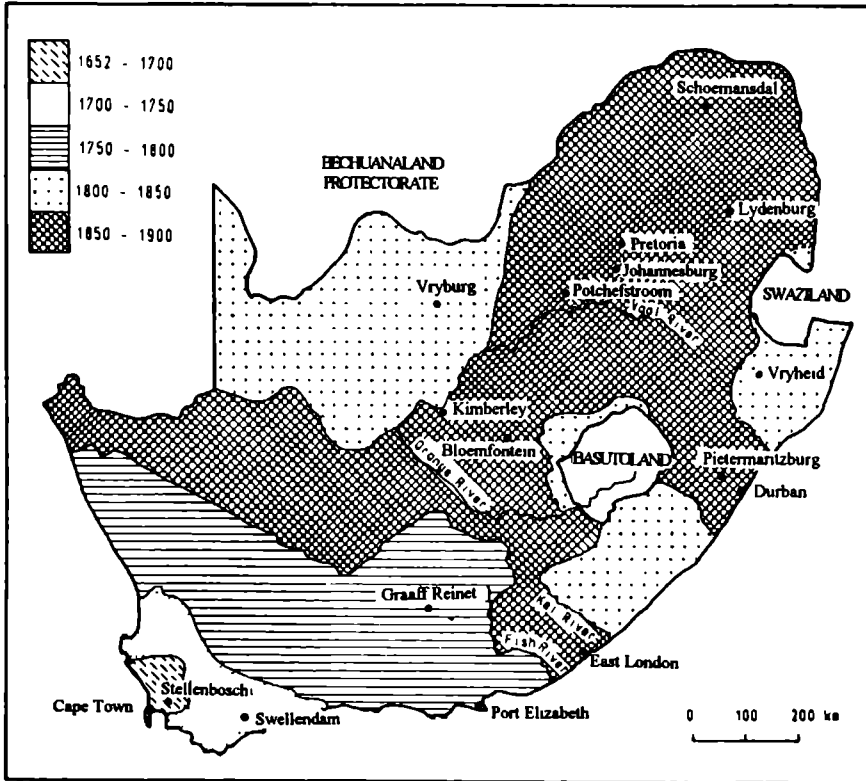 1652 - 1700
1700 - 1750
1750 - 1800
1800 - 1850
1850 - 1900
BECHUANALAND
PROTECTORATE
Schoemansdal
Lydenburg
Pretoria
Johannesburg
Potchefstroom
Vaal River
SWAZILAND
Vryburg
Vryheid
Kimberley
Bloemfontein
Oranje River
BASUTOLAND
Pietermaritzburg
Durban
Graaff Reinet
Kei River
Fish River
East London
Stellenbosch
Cape Town
Swellendam
Port Elizabeth
0 100 200 km